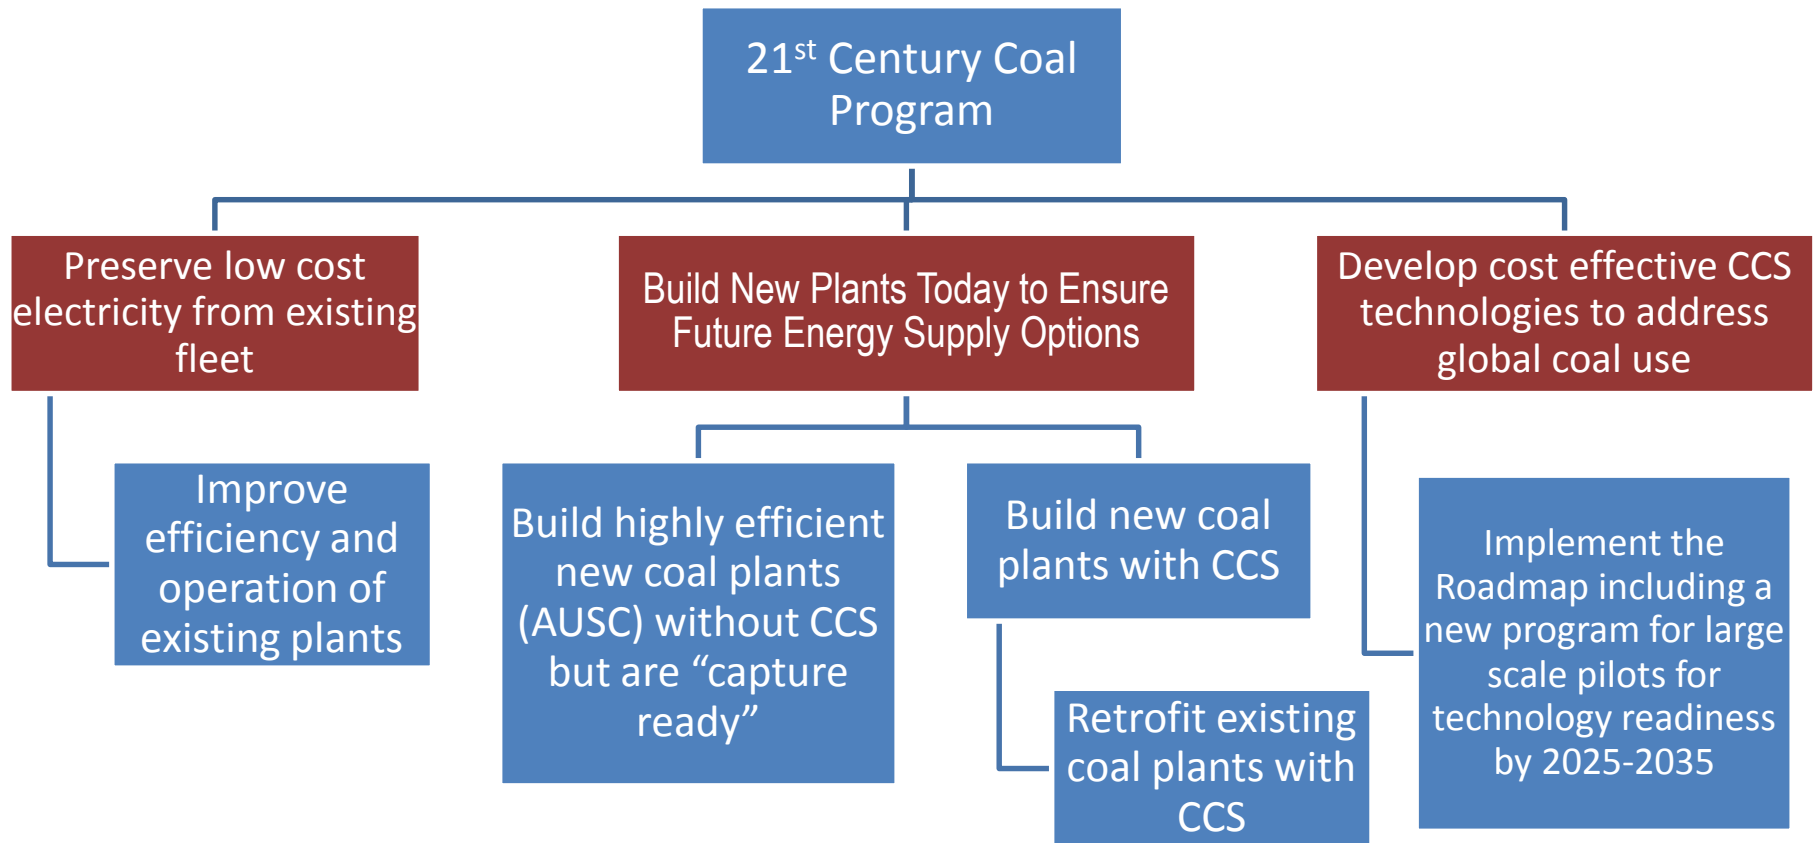 21st Century Coal
Program
Preserve low cost
electricity from existing
fleet
Build New Plants Today to Ensure
Future Energy Supply Options
Develop cost effective CCS
technologies to address
global coal use
Improve
efficiency and
operation of
existing plants
Build highly efficient
new coal plants
(AUSC) without CCS
but are “capture
ready”
Build new coal
plants with CCS
Retrofit existing
coal plants with
CCS
Implement the
Roadmap including a
new program for large
scale pilots for
technology readiness
by 2025-2035